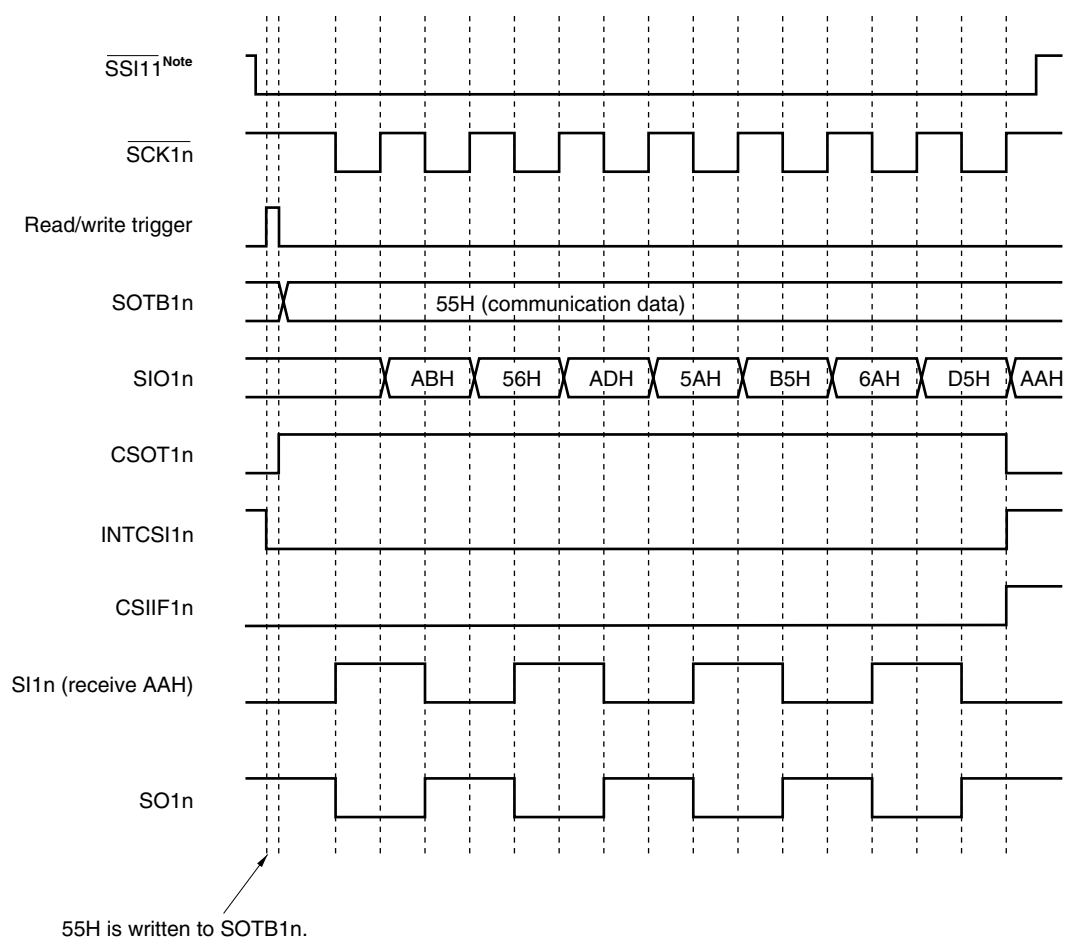 SSI11Note
SCK1n
Read/write trigger
SOTB1n
55H (communication data)
SIO1n
ABH 56H ADH 5AH B5H 6AH D5H AAH
CSOT1n
INTCSI1n
CSIIF1n
SI1n (receive AAH)
SO1n
55H is written to SOTB1n.